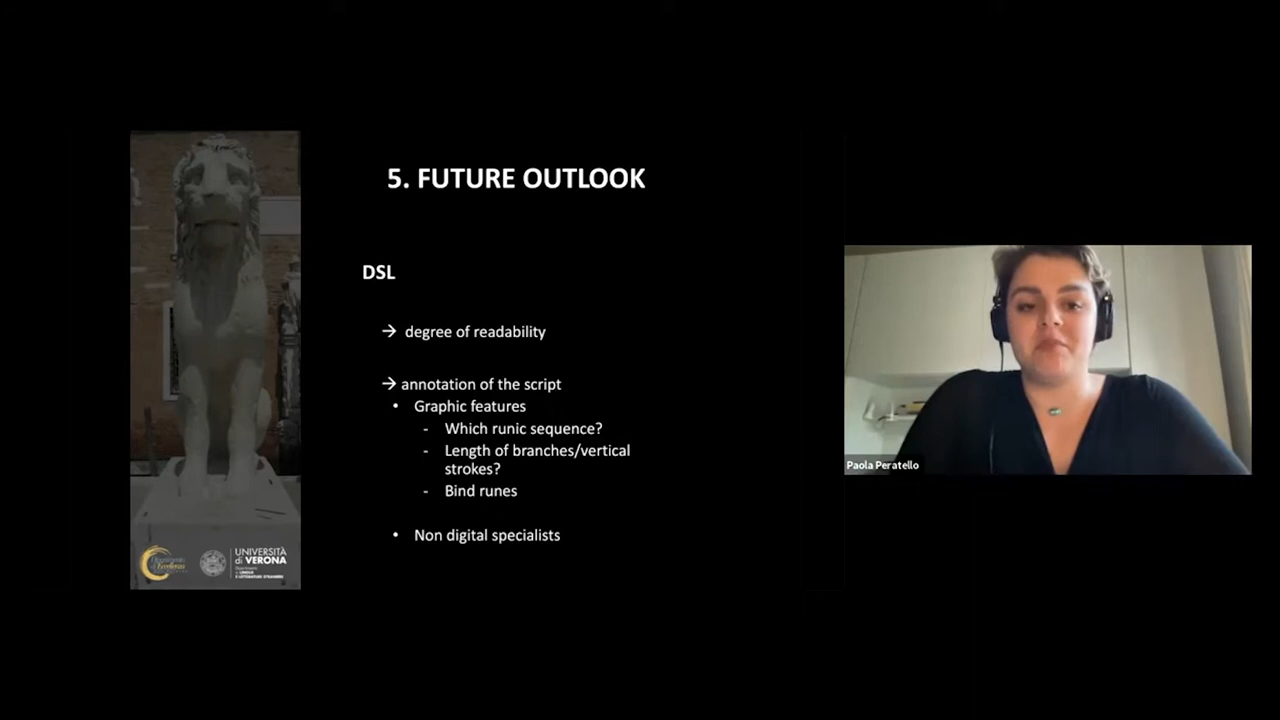 5. FUTURE OUTLOOK
DSL
→ degree of readability
→ annotation of the script
• Graphic features
- Which runic sequence?
- Length of branches/vertical
strokes?
- Bind runes
• Non digital specialists
UNIVERSITÀ
di VERONA
Paola Peratello